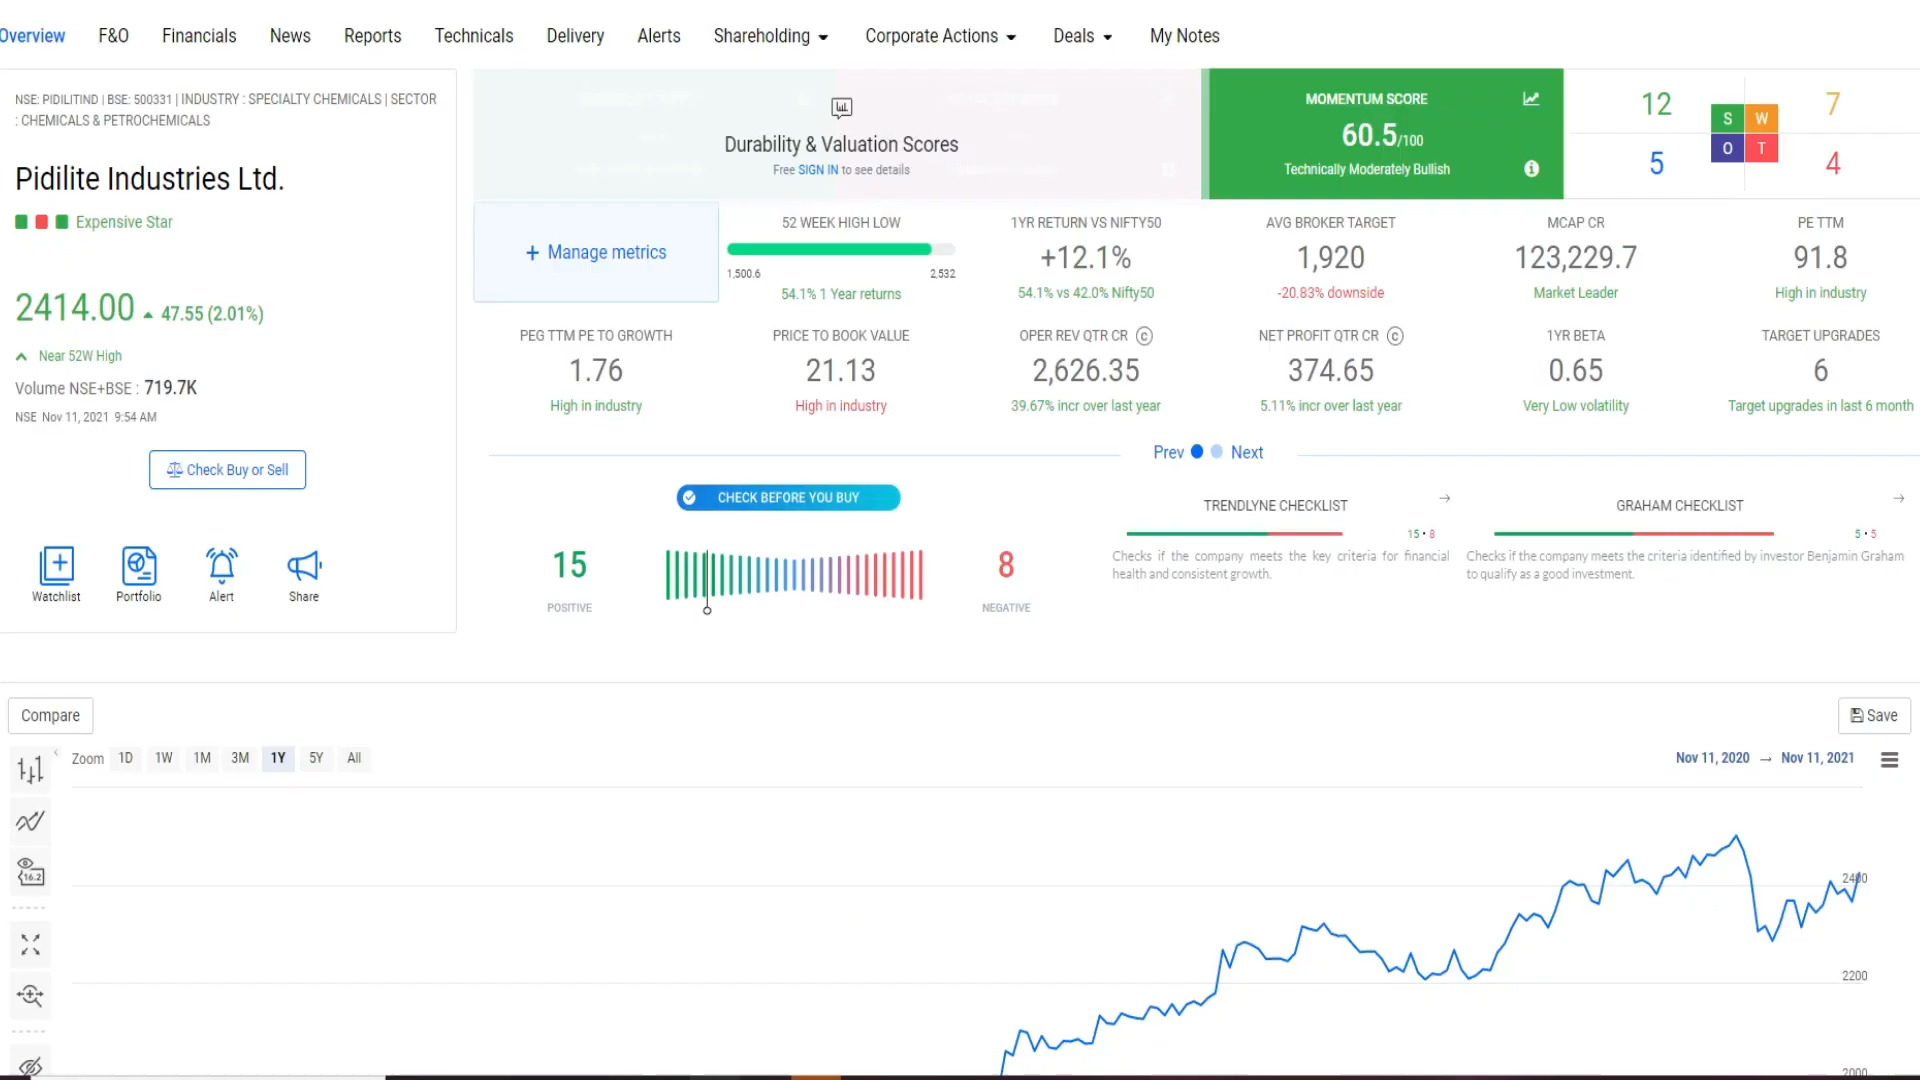 Overview F&O Financials News Reports Technicals Delivery Alerts Shareholding Corporate Actions Deals My Notes
NSE: PIDILITIND | BSE: 500331 | INDUSTRY : SPECIALTY CHEMICALS | SECTOR
: CHEMICALS & PETROCHEMICALS
Pidilite Industries Ltd.
Expensive Star
2414.00 47.55 (2.01%)
Near 52W High
Volume NSE+BSE : 719.7K
NSE Nov 11, 2021 9:54 AM
Check Buy or Sell
Watchlist Portfolio Alert Share
Durability & Valuation Scores
Free SIGN IN to see details
MOMENTUM SCORE
60.5/100
Technically Moderately Bullish
12 S W 7
5 O T 4
Manage metrics
52 WEEK HIGH LOW
1,500.6 2,532
54.1% 1 Year returns
1YR RETURN VS NIFTY50
+12.1%
54.1% vs 42.0% Nifty50
AVG BROKER TARGET
1,920
-20.83% downside
MCAP CR
123,229.7
Market Leader
PE TTM
91.8
High in industry
PEG TTM PE TO GROWTH
1.76
High in industry
PRICE TO BOOK VALUE
21.13
High in industry
OPER REV QTR CR C
2,626.35
39.67% incr over last year
NET PROFIT QTR CR C
374.65
5.11% incr over last year
1YR BETA
0.65
Very Low volatility
TARGET UPGRADES
6
Target upgrades in last 6 month
Prev Next
CHECK BEFORE YOU BUY
15 8
POSITIVE NEGATIVE
TRENDLYNE CHECKLIST
15 • 8
Checks if the company meets the key criteria for financial
health and consistent growth.
GRAHAM CHECKLIST
5 • 5
Checks if the company meets the criteria identified by investor Benjamin Graham
to qualify as a good investment.
Compare Save
Zoom 1D 1W 1M 3M 1Y 5Y All Nov 11, 2020 → Nov 11, 2021
16.2
2400
2200
2000